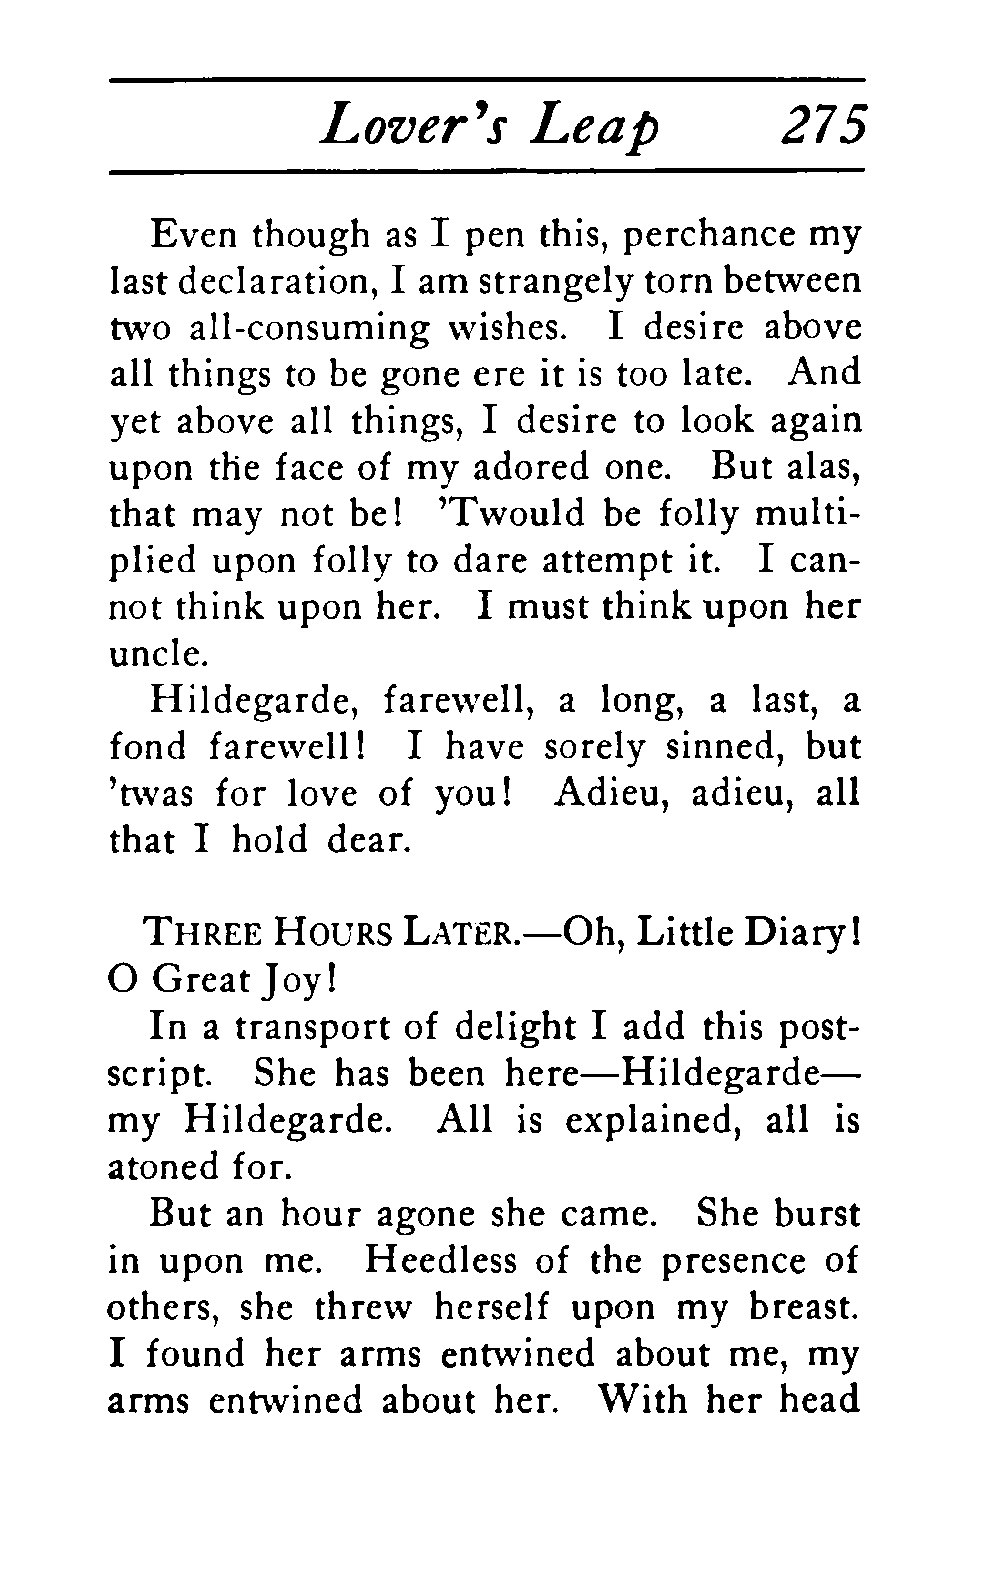 Lover's Leap 275
Even though as I pen this, perchance my
last declaration, I am strangely torn between
two all-consuming wishes. I desire above
all things to be gone ere it is too late. And
yet above all things, I desire to look again
upon the face of my adored one. But alas,
that may not be! 'Twould be folly multi-
plied upon folly to dare attempt it. I can-
not think upon her. I must think upon her
uncle.
Hildegarde, farewell, a long, a last, a
fond farewell! I have sorely sinned, but
'twas for love of you! Adieu, adieu, all
that I hold dear.
THREE HOURS LATER.—Oh, Little Diary!
O Great Joy!
In a transport of delight I add this post-
script. She has been here—Hildegarde—
my Hildegarde. All is explained, all is
atoned for.
But an hour agone she came. She burst
in upon me. Heedless of the presence of
others, she threw herself upon my breast.
I found her arms entwined about me, my
arms entwined about her. With her head